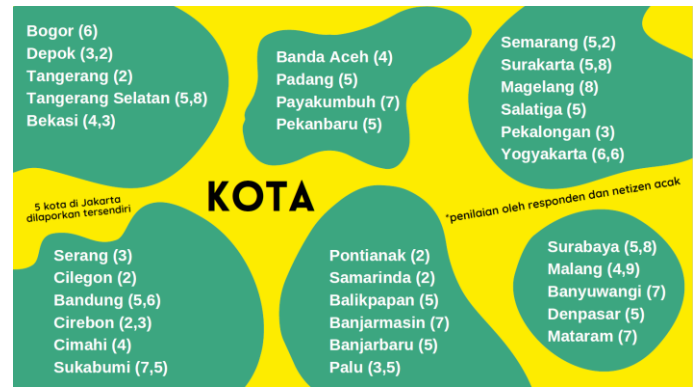 Bogor (6)
Depok (3,2)
Tangerang (2)
Tangerang Selatan (5,8)
Bekasi (4,3)
Banda Aceh (4)
Padang (5)
Payakumbuh (7)
Pekanbaru (5)
Semarang (5,2)
Surakarta (5,8)
Magelang (8)
Salatiga (5)
Pekalongan (3)
Yogyakarta (6,6)
5 kota di Jakarta
dilaporkan tersendiri
KOTA
*penilaian oleh responden dan netizen acak
Serang (3)
Cilegon (2)
Bandung (5,6)
Cirebon (2,3)
Cimahi (4)
Sukabumi (7,5)
Pontianak (2)
Samarinda (2)
Balikpapan (5)
Banjarmasin (7)
Banjarbaru (5)
Palu (3,5)
Surabaya (5,8)
Malang (4,9)
Banyuwangi (7)
Denpasar (5)
Mataram (7)